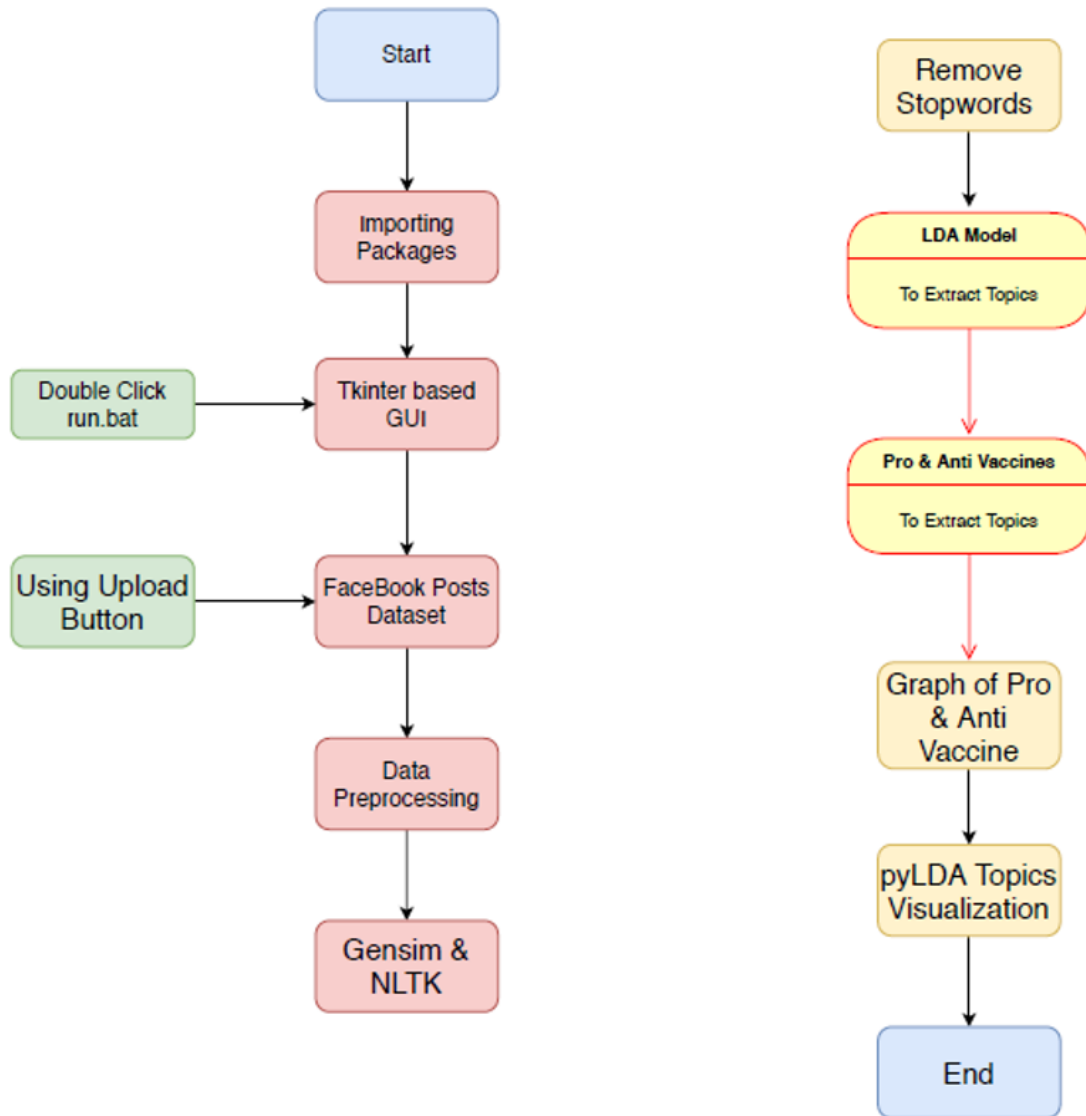 Start
Importing
Packages
Double Click
run.bat
Tkinter based
GUI
Using Upload
Button
FaceBook Posts
Dataset
Data
Preprocessing
Gensim &
NLTK
Remove
Stopwords
LDA Model
To Extract Topics
Pro & Anti Vaccines
To Extract Topics
Graph of Pro
& Anti
Vaccine
pyLDA Topics
Visualization
End